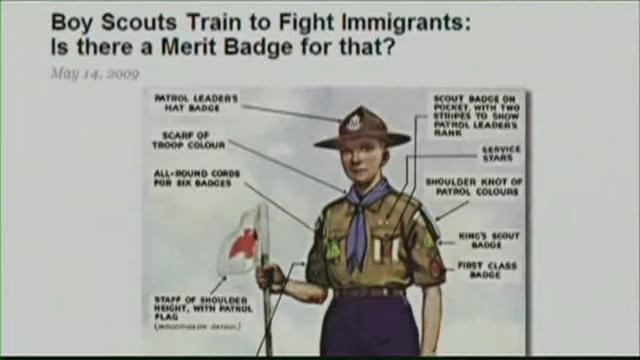 Boy Scouts Train to Fight Immigrants:
Is there a Merit Badge for that?
May 14, 2009
PATROL LEADER'S
HAT BADGE
SCARF OF
TROOP COLOUR
ALL-ROUND CORDS
FOR SIX BADGES
STAFF OF SHOULDER
HEIGHT, WITH PATROL
FLAG
(WOODPIGEON PATROL)
SCOUT BADGE ON
POCKET, WITH TWO
STRIPES TO SHOW
PATROL LEADER'S
RANK
SERVICE
STARS
SHOULDER KNOT OF
PATROL COLOURS
KING'S SCOUT
BADGE
FIRST CLASS
BADGE